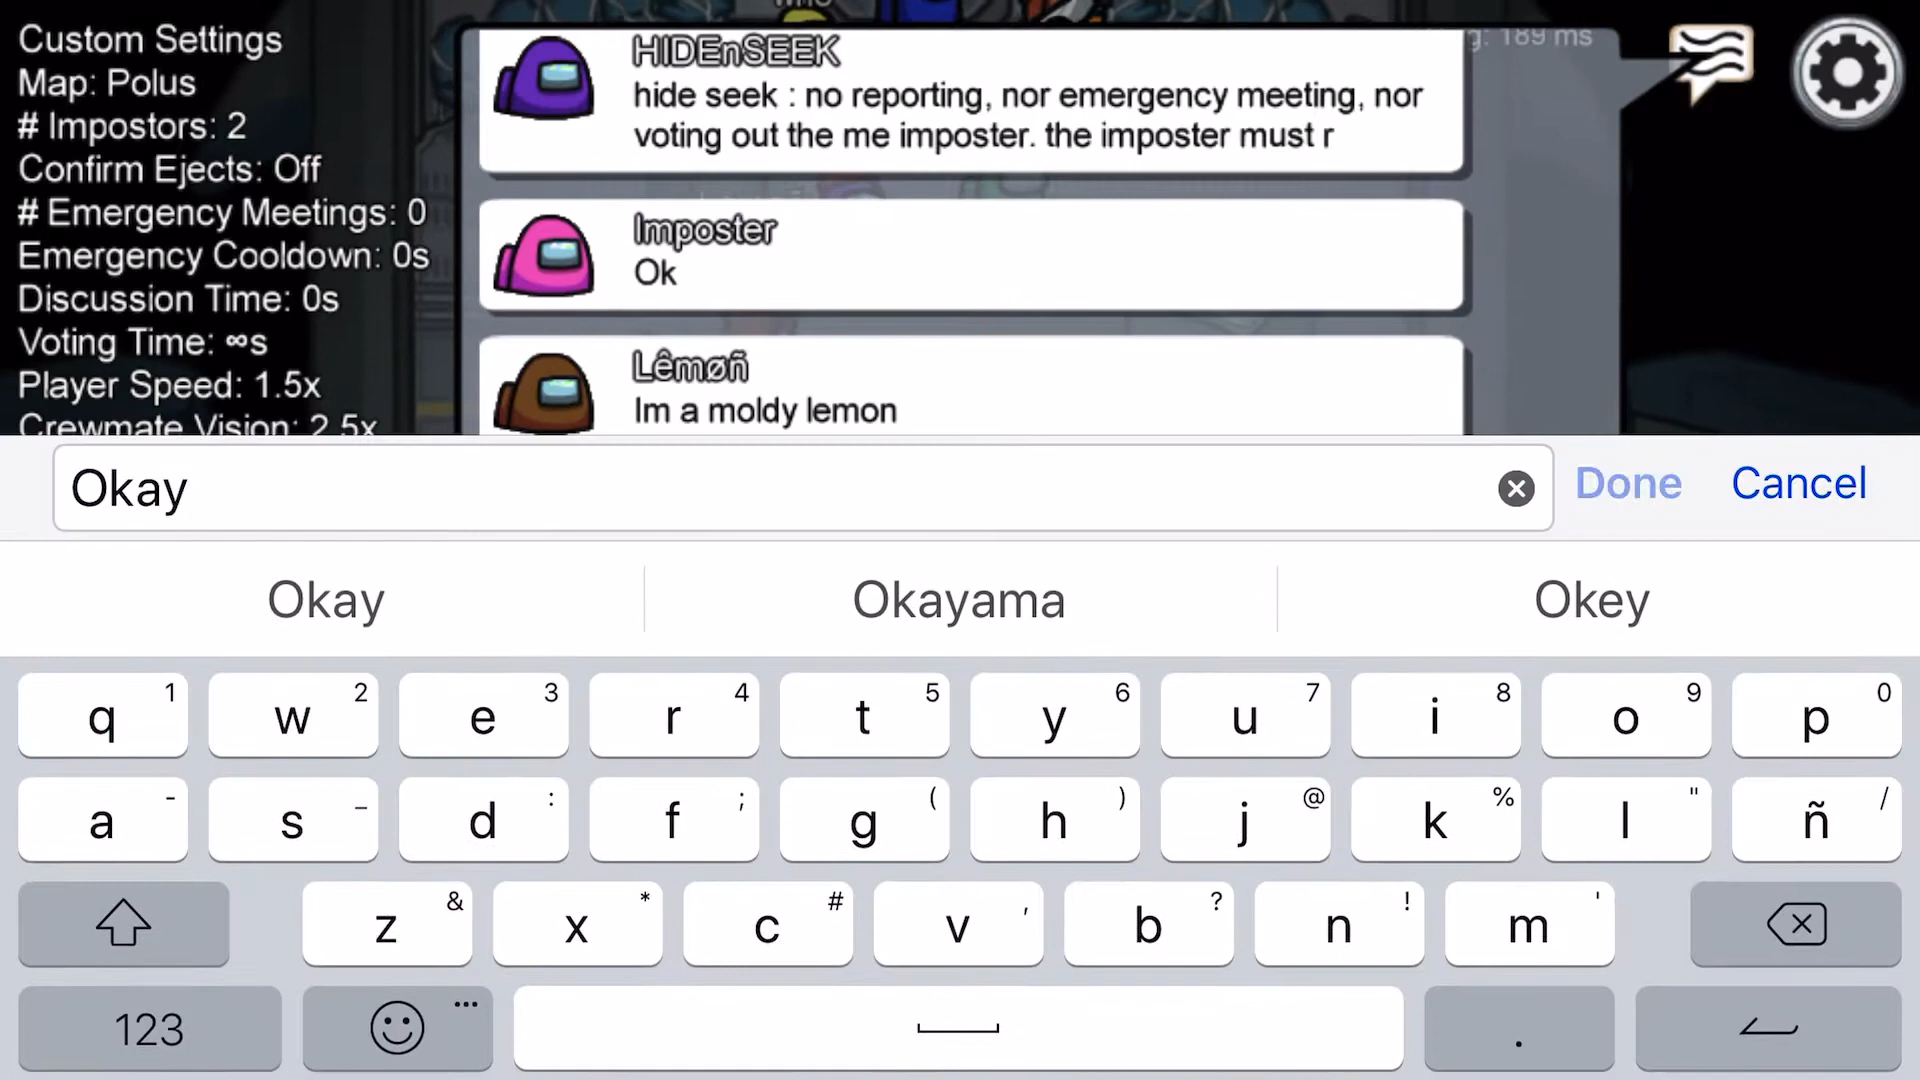 Custom Settings
Map: Polus
# Impostors: 2
Confirm Ejects: Off
# Emergency Meetings: 0
Emergency Cooldown: 0s
Discussion Time: 0s
Voting Time: ∞s
Player Speed: 1.5x
Crewmate Vision: 2.5x
189 ms
HIDEnSEEK
hide seek : no reporting, nor emergency meeting, nor
voting out the me imposter. the imposter must r
Imposter
Ok
Lêmøñ
Im a moldy lemon
Okay
Done
Cancel
Okay
Okayama
Okey
q 1 w 2 e 3 r 4 t 5 y 6 u 7 i 8 o 9 p 0
a - s _ d : f ; g ( h ) j @ k % l " ñ /
z & x * c # v , b ? n ! m '
123 .